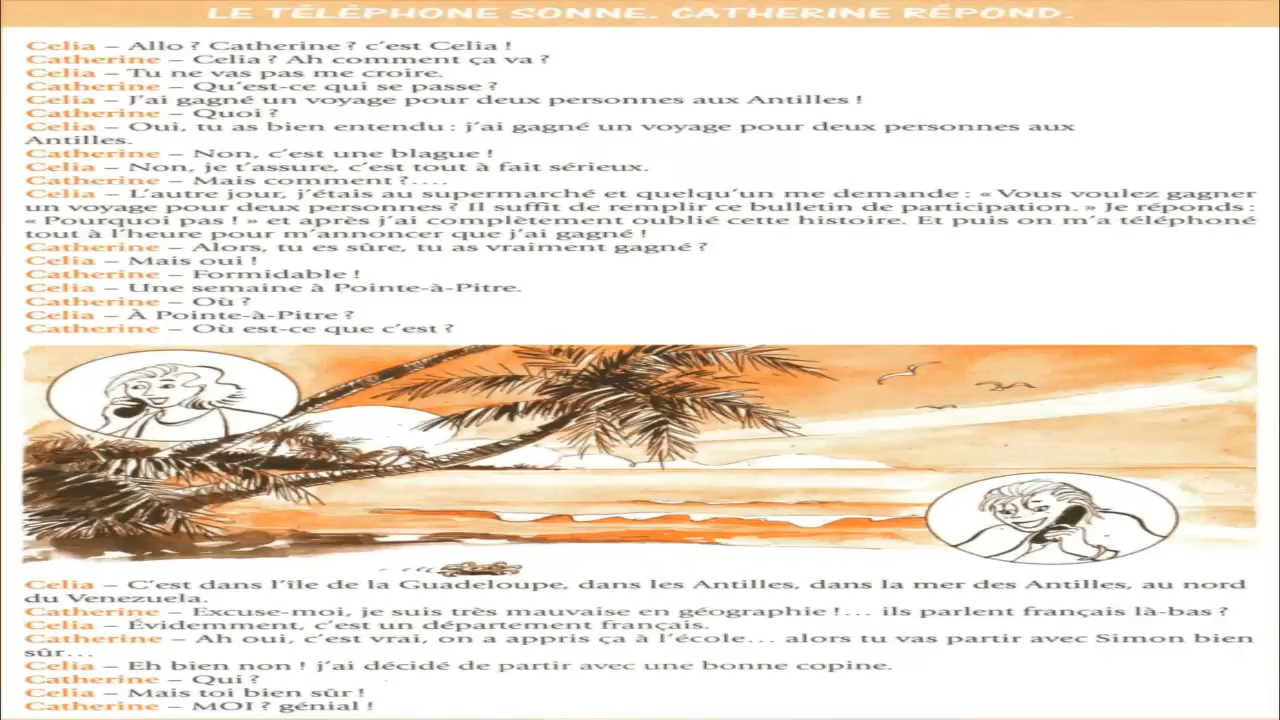 LE TÉLÉPHONE SONNE. CATHERINE RÉPOND.
Celia – Allo ? Catherine ? c'est Celia !
Catherine – Celia ? Ah comment ça va ?
Celia – Tu ne vas pas me croire.
Catherine – Qu'est-ce qui se passe ?
Celia – J'ai gagné un voyage pour deux personnes aux Antilles !
Catherine – Quoi ?
Celia – Oui, tu as bien entendu : j'ai gagné un voyage pour deux personnes aux
Antilles.
Catherine – Non, c'est une blague !
Celia – Non, je t'assure, c'est tout à fait sérieux.
Catherine – Mais comment ?....
Celia – L'autre jour, j'étais au supermarché et quelqu'un me demande : « Vous voulez gagner
un voyage pour deux personnes ? Il suffit de remplir ce bulletin de participation. » Je réponds :
« Pourquoi pas ! » et après j'ai complètement oublié cette histoire. Et puis on m'a téléphoné
tout à l'heure pour m'annoncer que j'ai gagné !
Catherine – Alors, tu es sûre, tu as vraiment gagné ?
Celia – Mais oui !
Catherine – Formidable !
Celia – Une semaine à Pointe-à-Pitre.
Catherine – Où ?
Celia – À Pointe-à-Pitre ?
Catherine – Où est-ce que c'est ?
Celia – C'est dans l'île de la Guadeloupe, dans les Antilles, dans la mer des Antilles, au nord
du Venezuela.
Catherine – Excuse-moi, je suis très mauvaise en géographie !... ils parlent français là-bas ?
Celia – Évidemment, c'est un département français.
Catherine – Ah oui, c'est vrai, on a appris ça à l'école... alors tu vas partir avec Simon bien
sûr...
Celia – Eh bien non ! j'ai décidé de partir avec une bonne copine.
Catherine – Qui ?
Celia – Mais toi bien sûr !
Catherine – MOI ? génial !